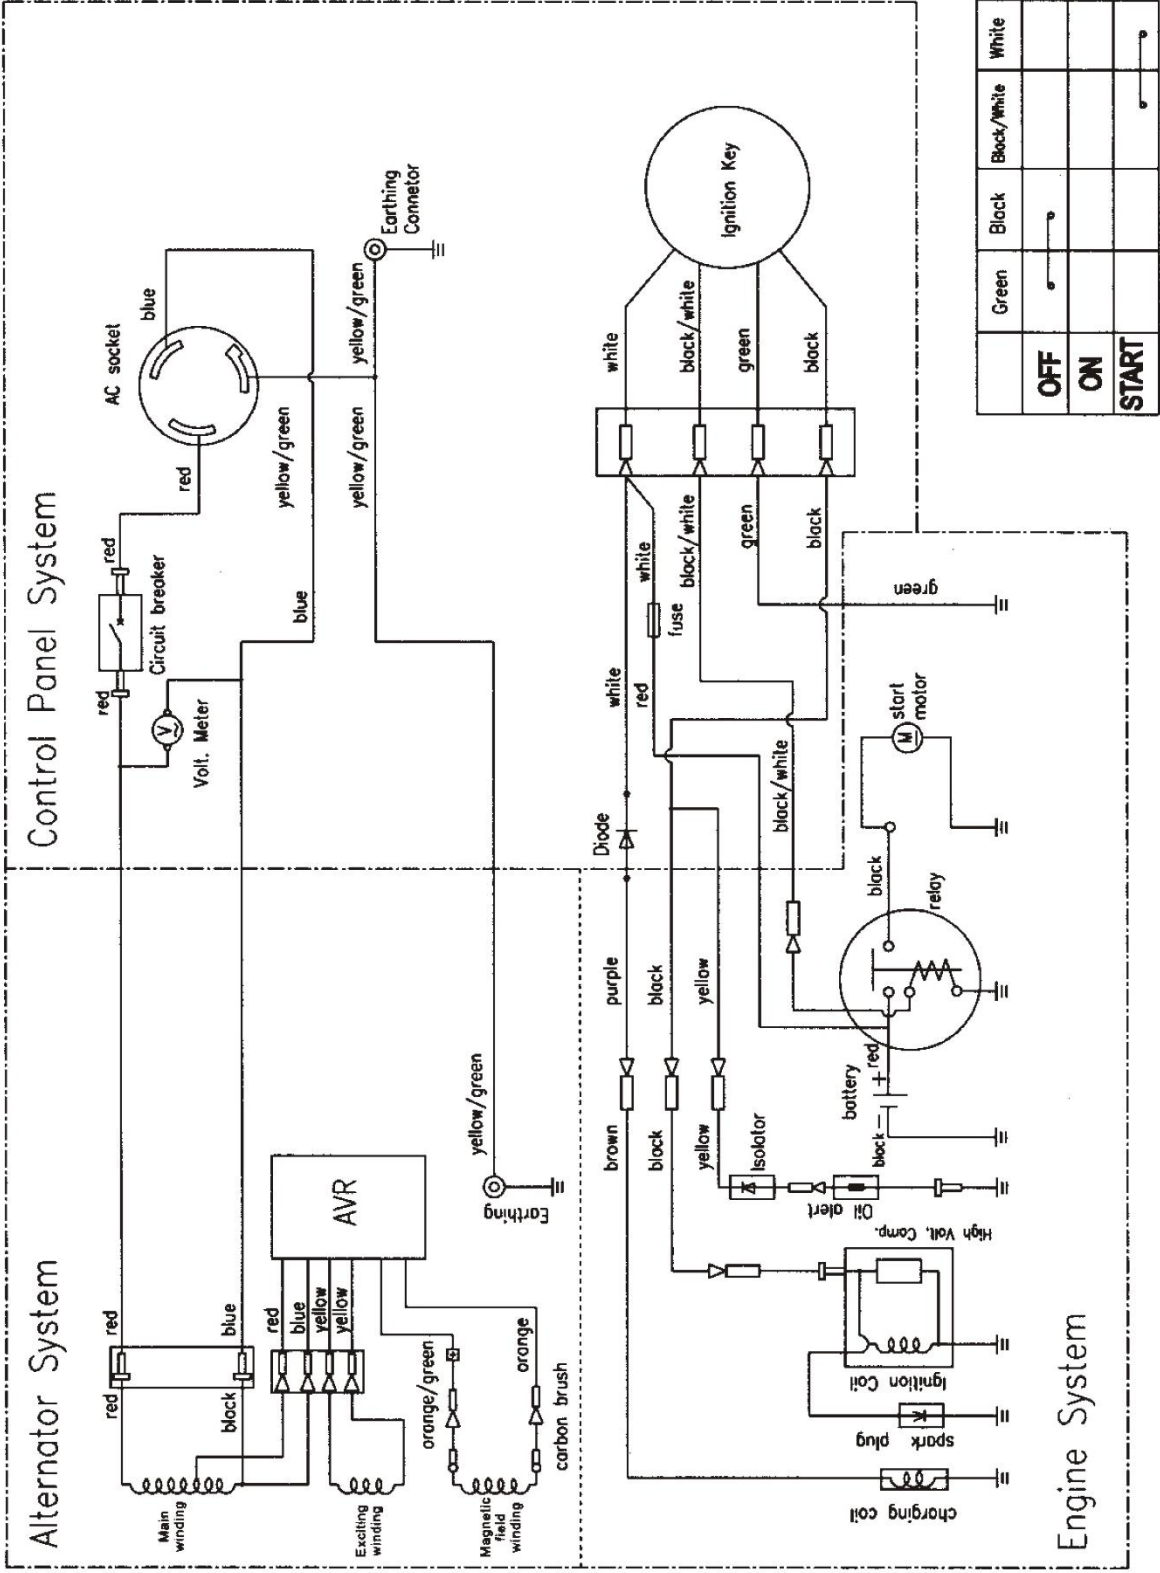 Alternator System
Control Panel System
Engine System
red
red
blue
black
Main
winding
Exciting
winding
Magnetic
field
winding
red
blue
yellow
yellow
orange/green
orange
carbon brush
AVR
Earthing
yellow/green
Volt. Meter
V
red
Circuit breaker
red
red
AC socket
blue
blue
yellow/green
yellow/green
yellow/green
Earthing
Connetor
Ignition Key
white
black/white
green
black
white
white
black/white
green
black
fuse
red
white
Diode
black/white
green
start
motor
M
black
relay
purple
black
yellow
brown
black
yellow
Isolator
Oil alert
High Volt. Comp.
battery
+
red
black
−
Ignition Coil
spark
plug
charging coil
Green
Black
Black/White
White
OFF
ON
START